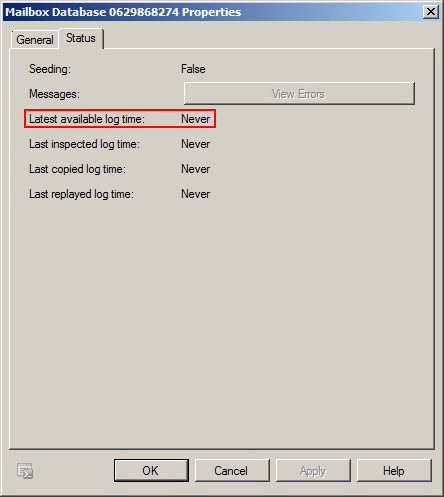 Mailbox Database 0629868274 Properties
General Status
Seeding: False
Messages: View Errors
Latest available log time: Never
Last inspected log time: Never
Last copied log time: Never
Last replayed log time: Never
OK Cancel Apply Help